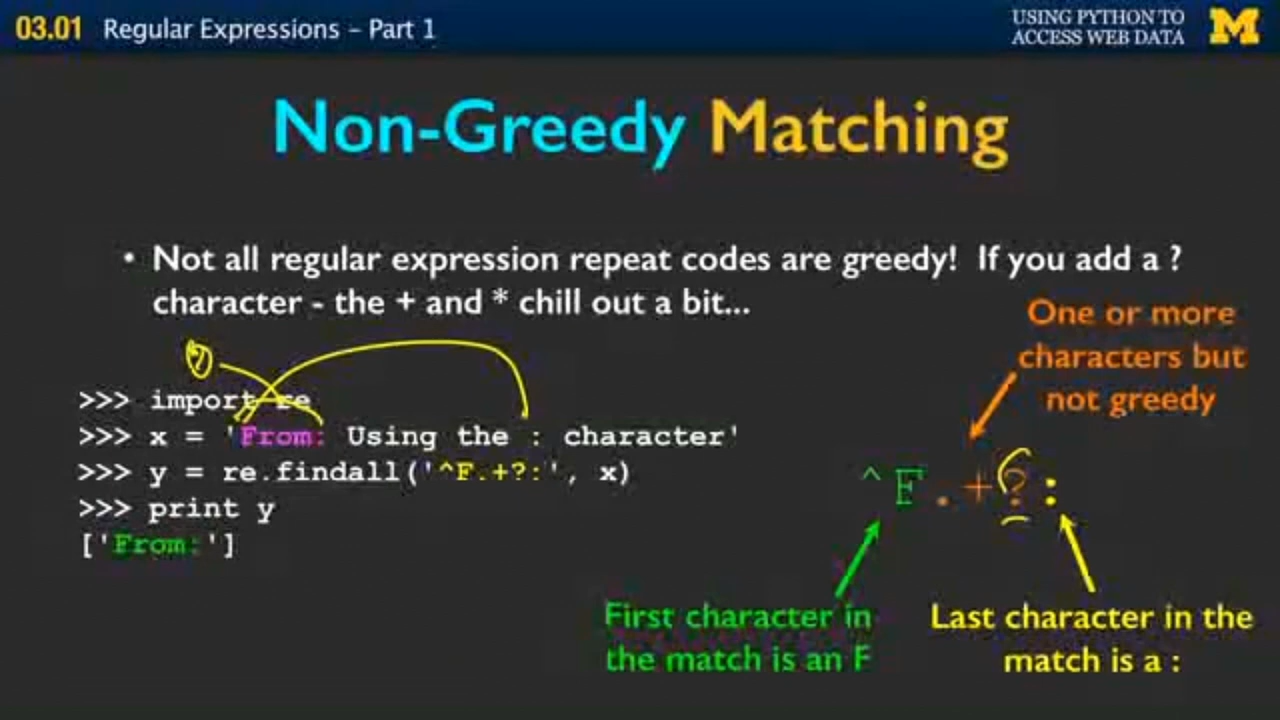 03.01 Regular Expressions – Part 1
USING PYTHON TO
ACCESS WEB DATA
M
Non-Greedy Matching
• Not all regular expression repeat codes are greedy! If you add a ?
character - the + and * chill out a bit...
One or more
characters but
not greedy
>>> import re
>>> x = 'From: Using the : character'
>>> y = re.findall('^F.+?:', x)
>>> print y
['From:']
^F.+?:
First character in
the match is an F
Last character in the
match is a :